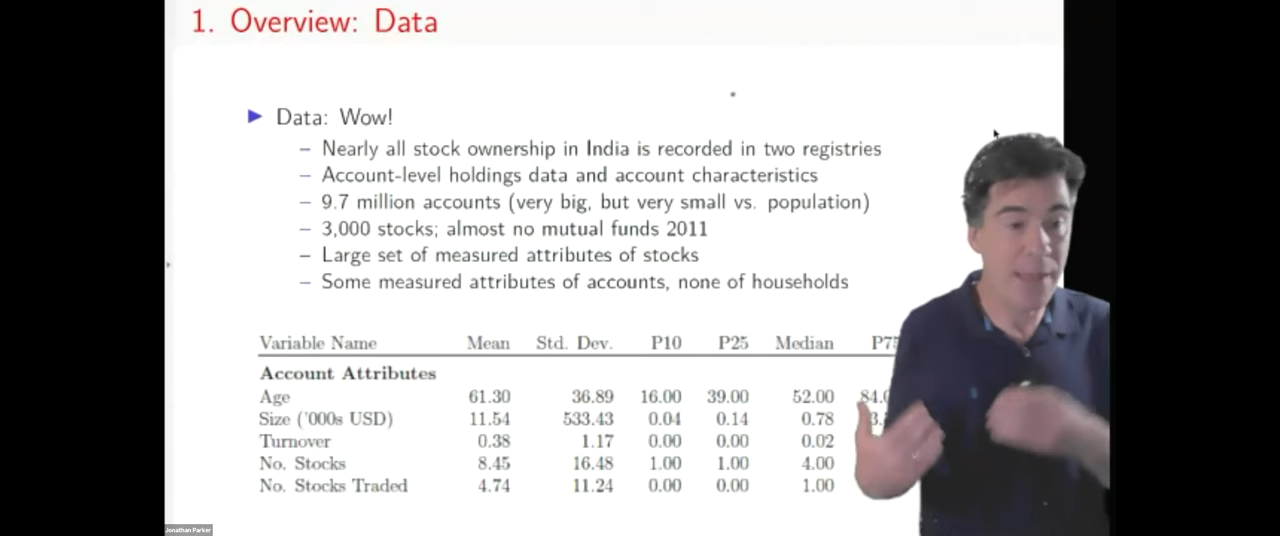 1. Overview: Data
Data: Wow!
– Nearly all stock ownership in India is recorded in two registries
– Account-level holdings data and account characteristics
– 9.7 million accounts (very big, but very small vs. population)
– 3,000 stocks; almost no mutual funds 2011
– Large set of measured attributes of stocks
– Some measured attributes of accounts, none of households
Variable Name Mean Std. Dev. P10 P25 Median
Account Attributes
Age 61.30 36.89 16.00 39.00 52.00
Size ('000s USD) 11.54 533.43 0.04 0.14 0.78
Turnover 0.38 1.17 0.00 0.00 0.02
No. Stocks 8.45 16.48 1.00 1.00 4.00
No. Stocks Traded 4.74 11.24 0.00 0.00 1.00
Jonathan Parker